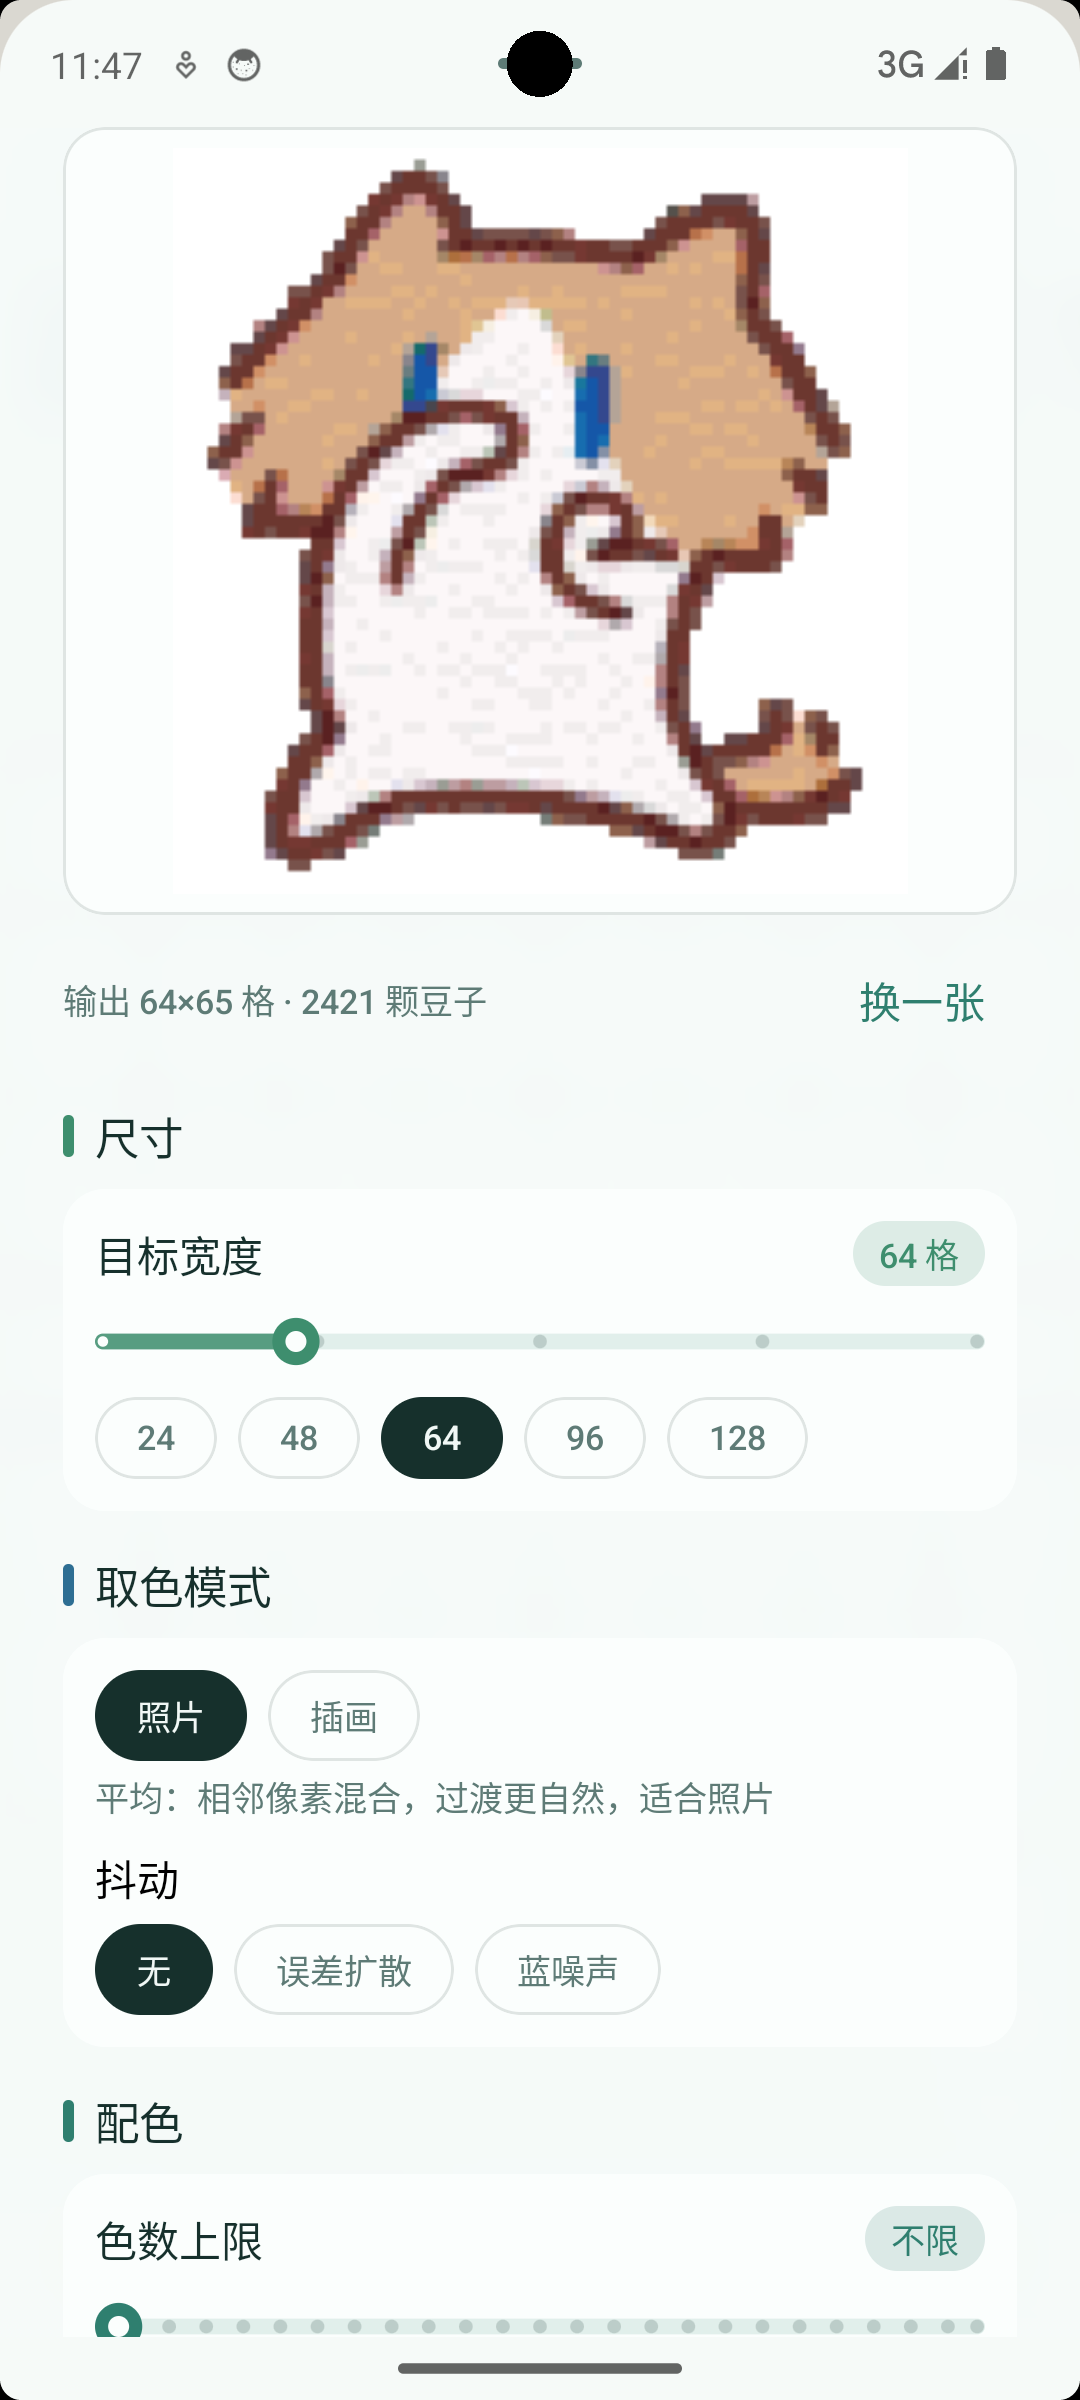 11:47
3G
输出 64×65 格 · 2421 颗豆子
换一张
尺寸
目标宽度
64 格
24 48 64 96 128
取色模式
照片 插画
平均：相邻像素混合，过渡更自然，适合照片
抖动
无 误差扩散 蓝噪声
配色
色数上限
不限